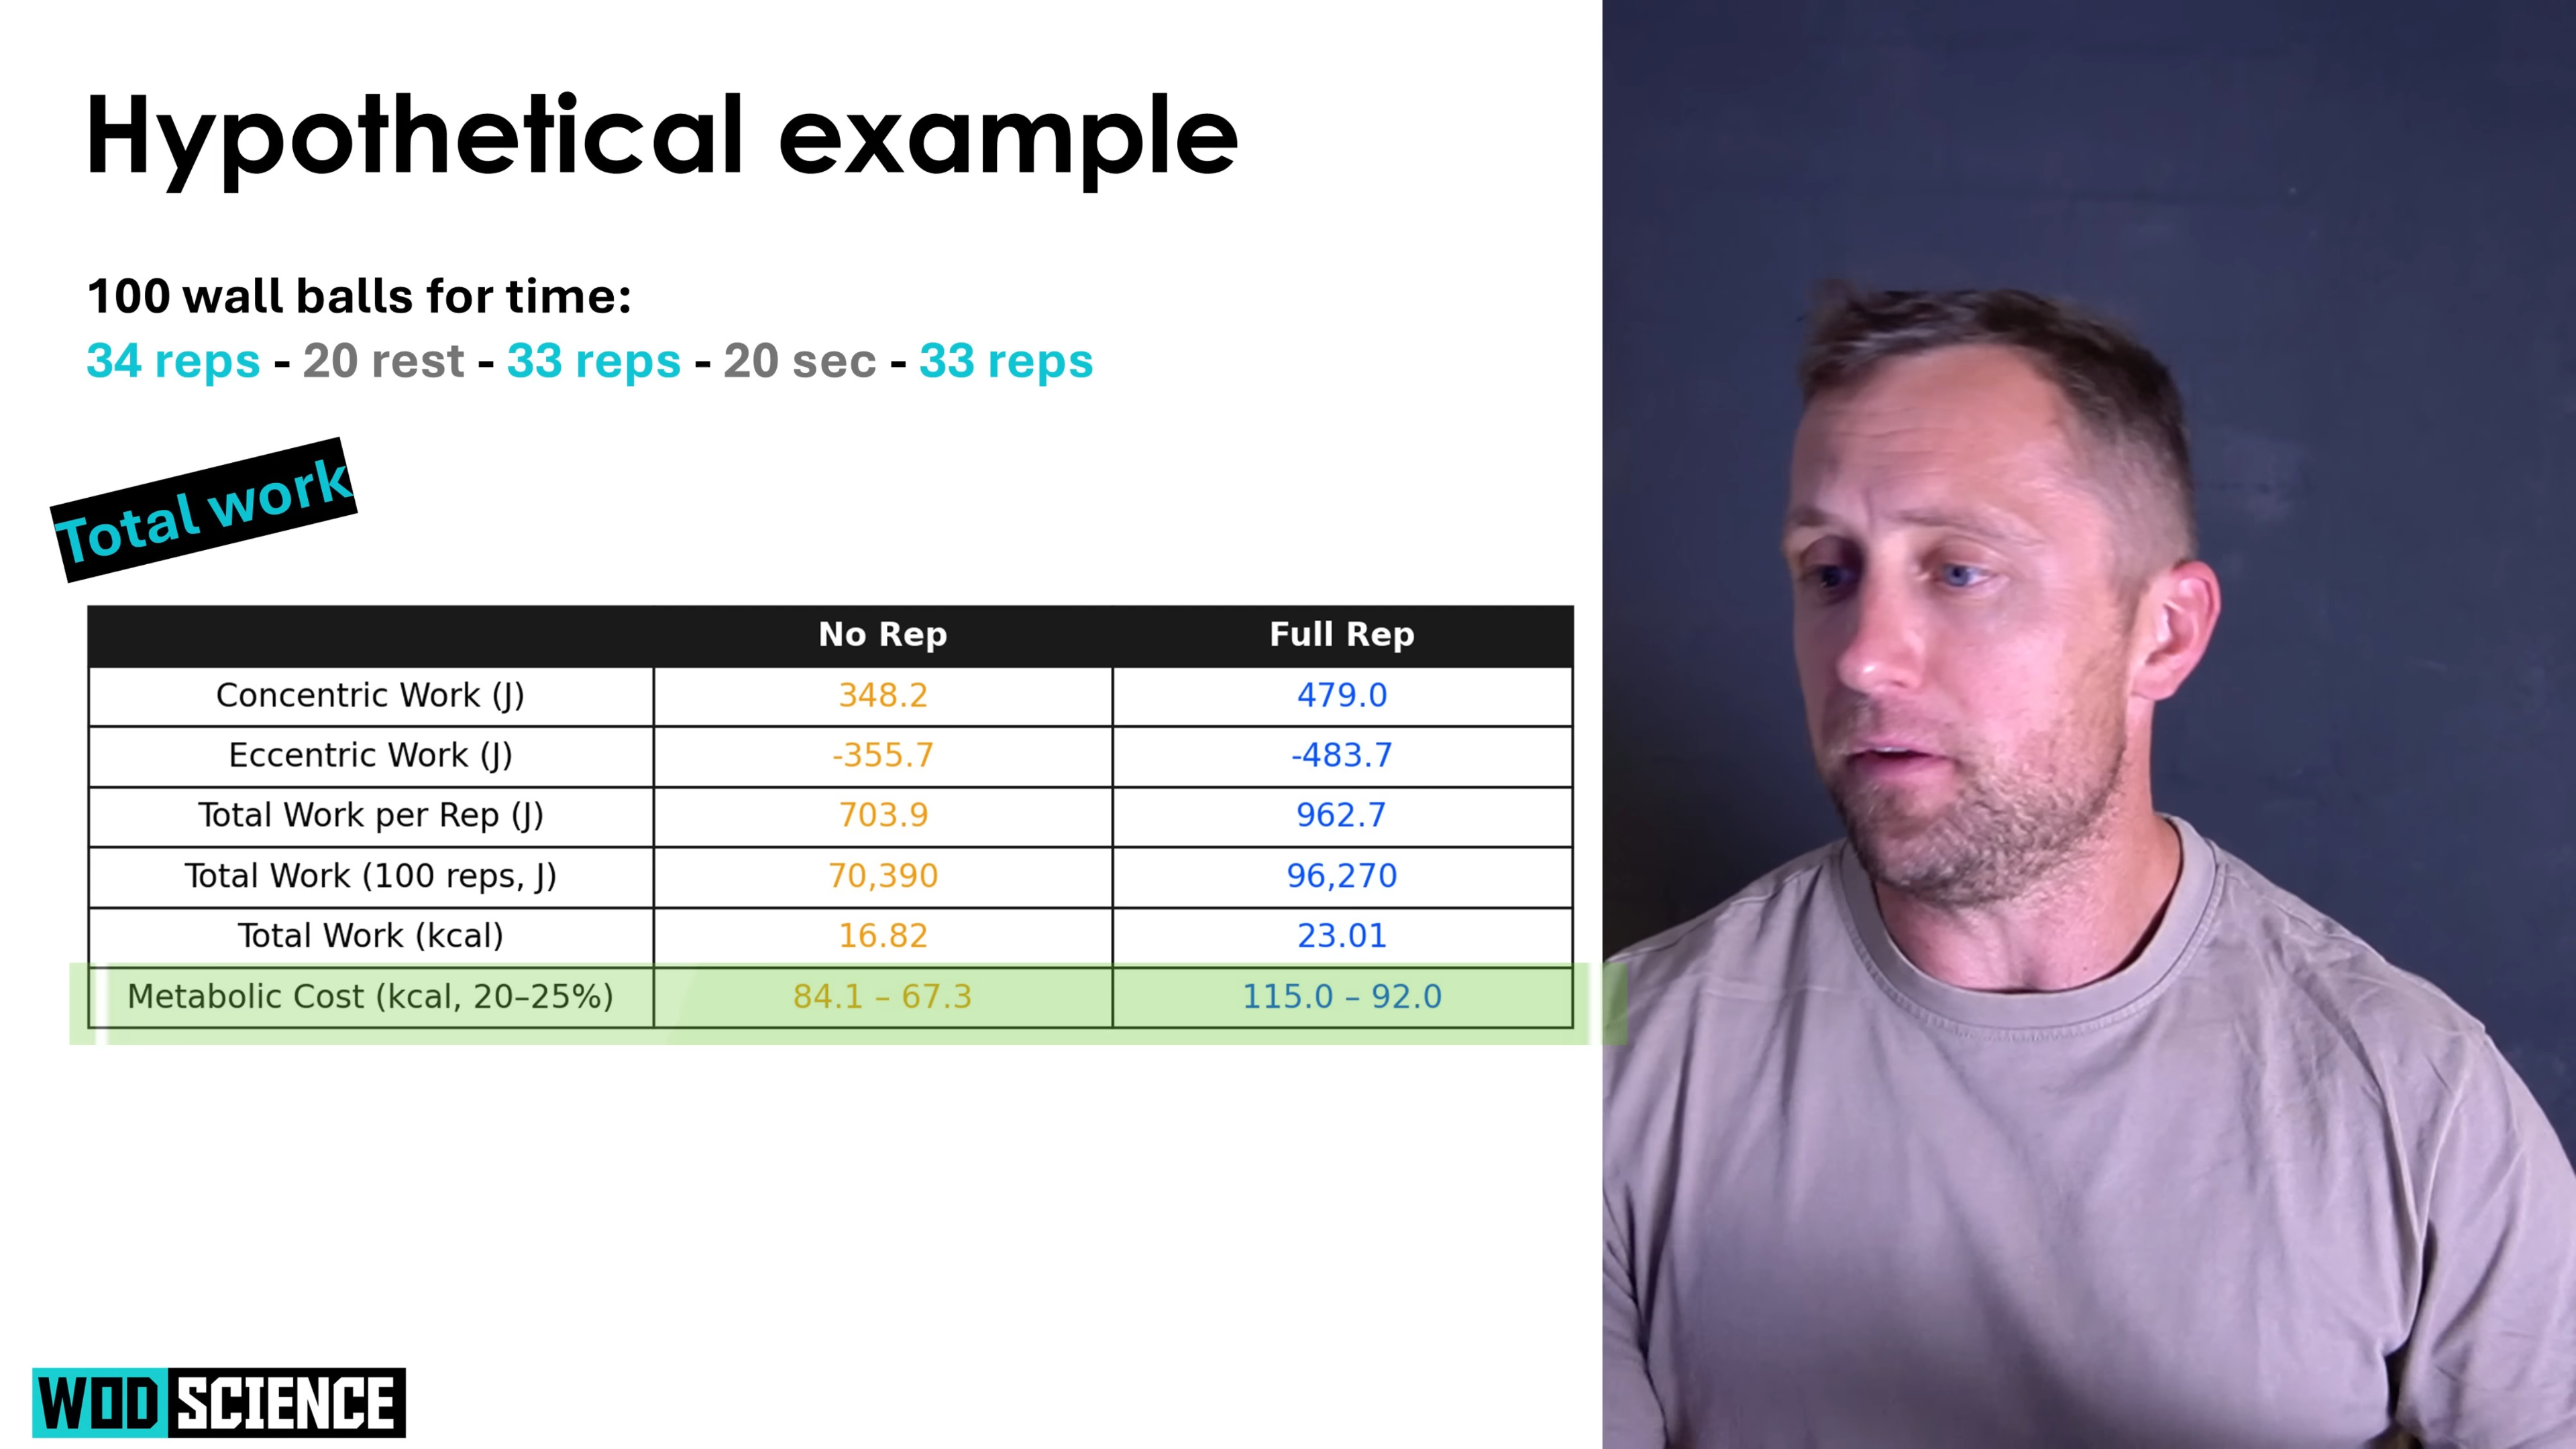 Hypothetical example
100 wall balls for time:
34 reps - 20 rest - 33 reps - 20 sec - 33 reps
Total work
No Rep Full Rep
Concentric Work (J) 348.2 479.0
Eccentric Work (J) -355.7 -483.7
Total Work per Rep (J) 703.9 962.7
Total Work (100 reps, J) 70,390 96,270
Total Work (kcal) 16.82 23.01
Metabolic Cost (kcal, 20–25%) 84.1 – 67.3 115.0 – 92.0
WOD SCIENCE